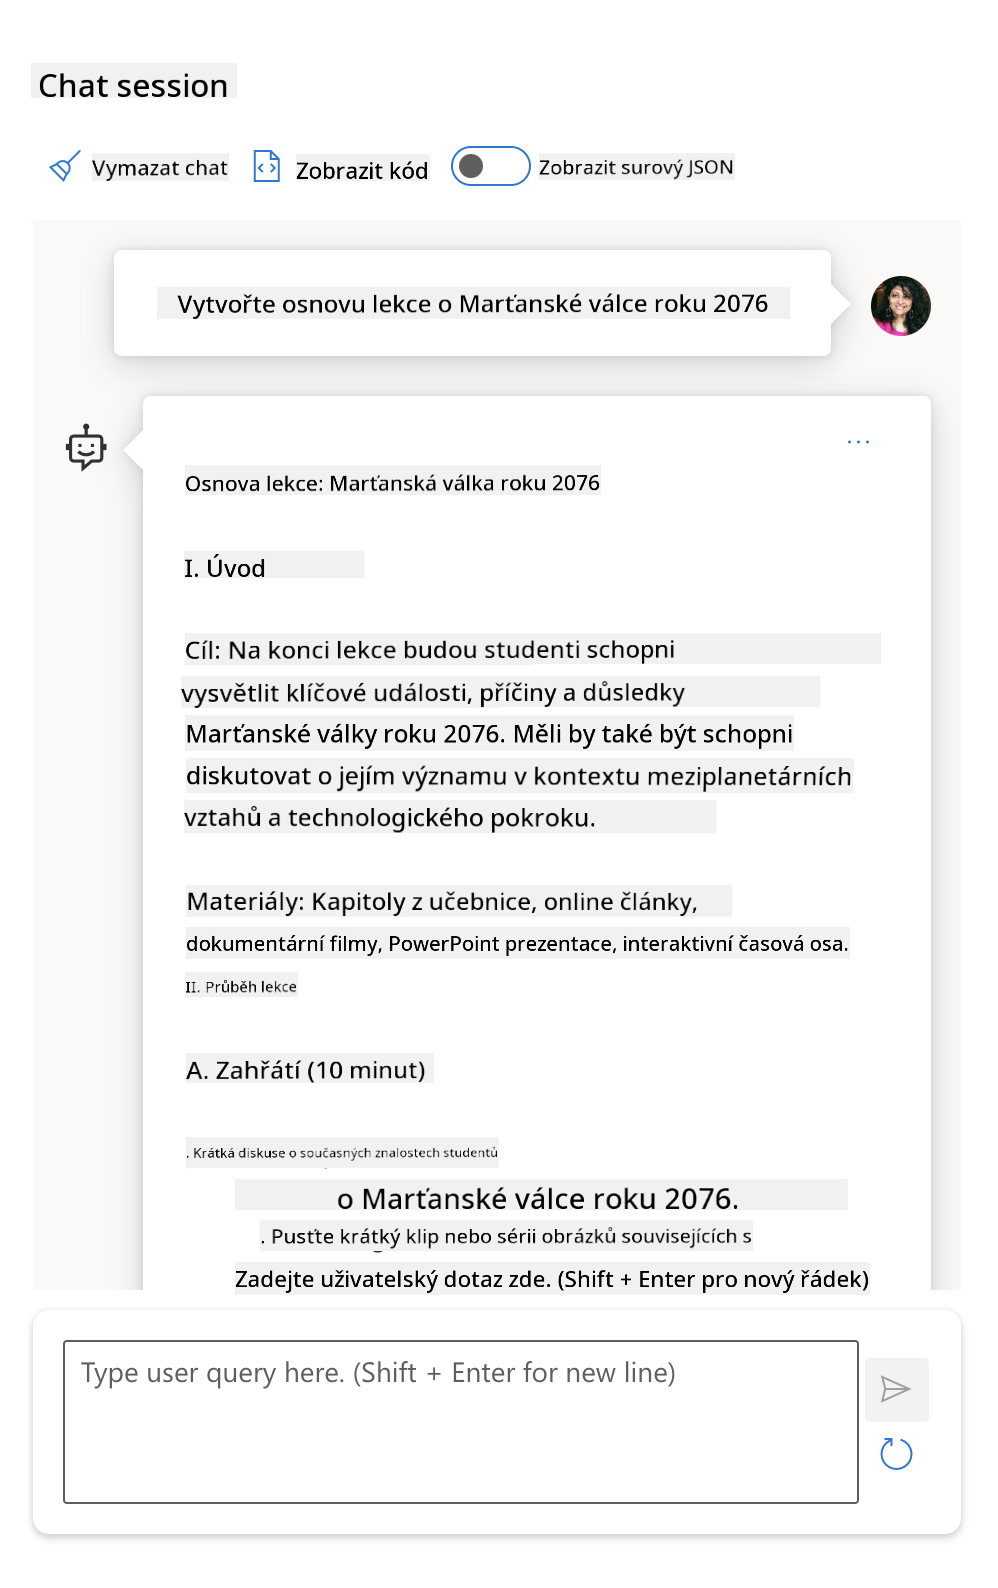 Chat session
Vymazat chat
Zobrazit kód
Zobrazit surový JSON
Vytvořte osnovu lekce o Marťanské válce roku 2076
Osnova lekce: Marťanská válka roku 2076
I. Úvod
Cíl: Na konci lekce budou studenti schopni
vysvětlit klíčové události, příčiny a důsledky
Marťanské války roku 2076. Měli by také být schopni
diskutovat o jejím významu v kontextu meziplanetárních
vztahů a technologického pokroku.
Materiály: Kapitoly z učebnice, online články,
dokumentární filmy, PowerPoint prezentace, interaktivní časová osa.
II. Průběh lekce
A. Zahřátí (10 minut)
. Krátká diskuse o současných znalostech studentů
o Marťanské válce roku 2076.
. Pusťte krátký klip nebo sérii obrázků souvisejících s
Zadejte uživatelský dotaz zde. (Shift + Enter pro nový řádek)
Type user query here. (Shift + Enter for new line)